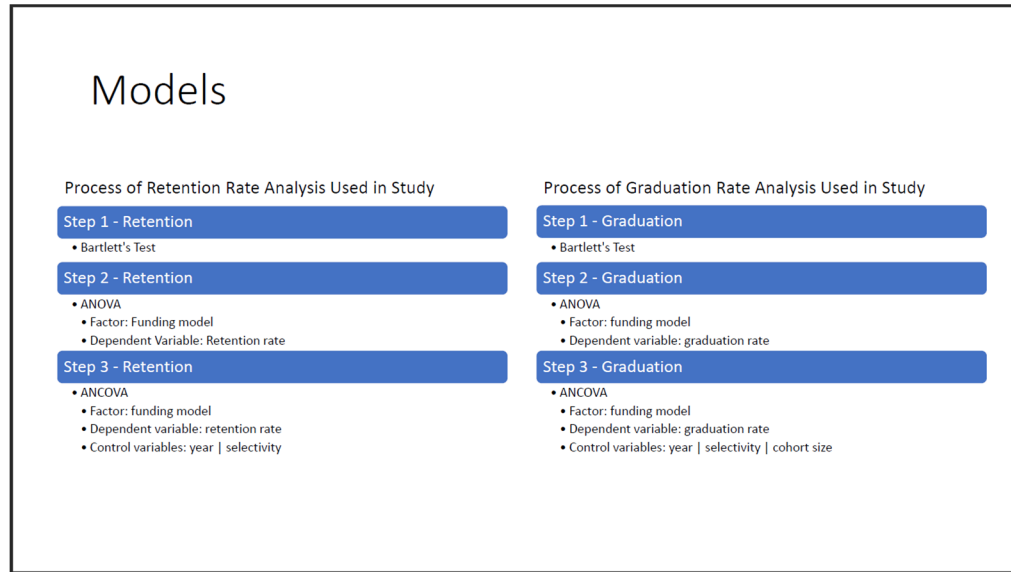 Models
Process of Retention Rate Analysis Used in Study
Step 1 - Retention
• Bartlett's Test
Step 2 - Retention
• ANOVA
• Factor: Funding model
• Dependent Variable: Retention rate
Step 3 - Retention
• ANCOVA
• Factor: funding model
• Dependent variable: retention rate
• Control variables: year | selectivity
Process of Graduation Rate Analysis Used in Study
Step 1 - Graduation
• Bartlett's Test
Step 2 - Graduation
• ANOVA
• Factor: funding model
• Dependent variable: graduation rate
Step 3 - Graduation
• ANCOVA
• Factor: funding model
• Dependent variable: graduation rate
• Control variables: year | selectivity | cohort size